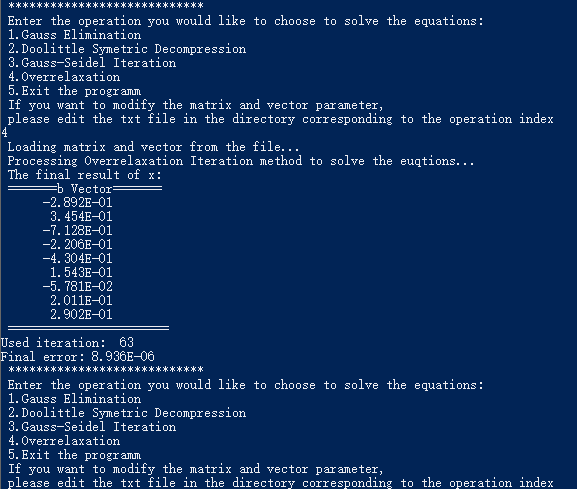 ****************************
Enter the operation you would like to choose to solve the equations:
1.Gauss Elimination
2.Doolittle Symetric Decompression
3.Gauss-Seidel Iteration
4.Overrelaxation
5.Exit the programm
If you want to modify the matrix and vector parameter,
please edit the txt file in the directory corresponding to the operation index
4
Loading matrix and vector from the file...
Processing Overrelaxation Iteration method to solve the euqtions...
The final result of x:
=======b Vector=======
-2.892E-01
3.454E-01
-7.128E-01
-2.206E-01
-4.304E-01
1.543E-01
-5.781E-02
2.011E-01
2.902E-01
=======================
Used iteration:  63
Final error: 8.936E-06
****************************
Enter the operation you would like to choose to solve the equations:
1.Gauss Elimination
2.Doolittle Symetric Decompression
3.Gauss-Seidel Iteration
4.Overrelaxation
5.Exit the programm
If you want to modify the matrix and vector parameter,
please edit the txt file in the directory corresponding to the operation index